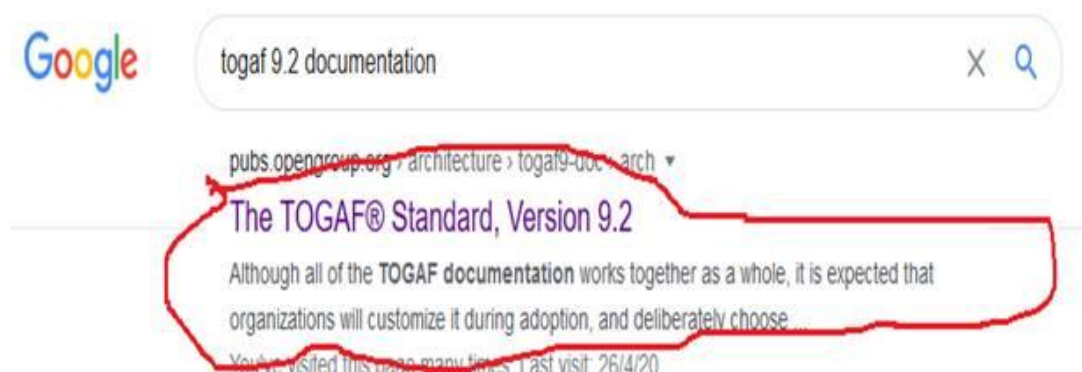 Google
togaf 9.2 documentation
pubs.opengroup.org › architecture › togaf9-doc › arch
The TOGAF® Standard, Version 9.2
Although all of the TOGAF documentation works together as a whole, it is expected that
organizations will customize it during adoption, and deliberately choose ...
You've visited this page many times. Last visit: 26/4/20